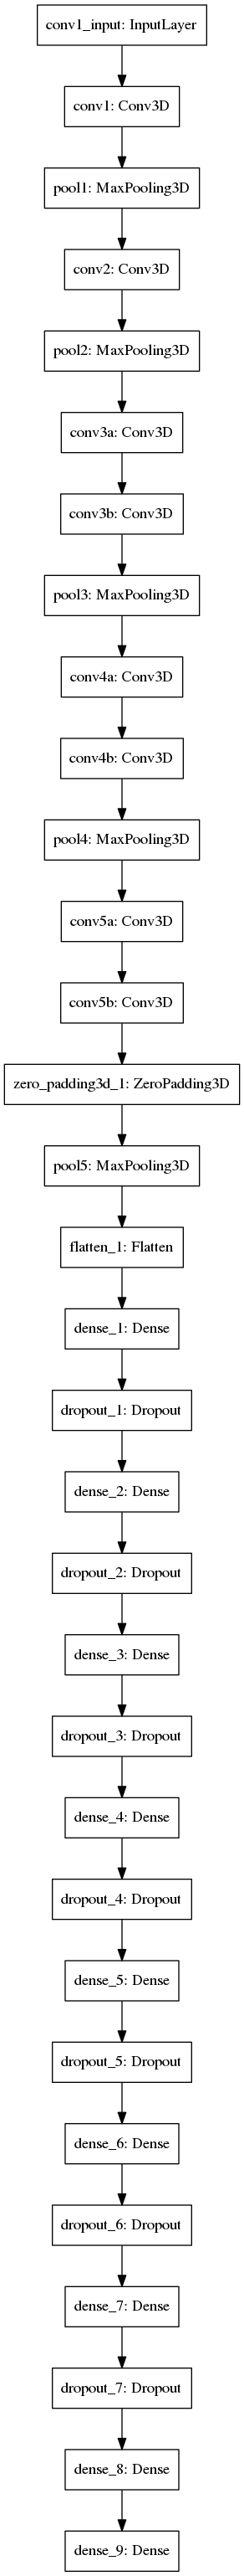 conv1_input: InputLayer
conv1: Conv3D
pool1: MaxPooling3D
conv2: Conv3D
pool2: MaxPooling3D
conv3a: Conv3D
conv3b: Conv3D
pool3: MaxPooling3D
conv4a: Conv3D
conv4b: Conv3D
pool4: MaxPooling3D
conv5a: Conv3D
conv5b: Conv3D
zero_padding3d_1: ZeroPadding3D
pool5: MaxPooling3D
flatten_1: Flatten
dense_1: Dense
dropout_1: Dropout
dense_2: Dense
dropout_2: Dropout
dense_3: Dense
dropout_3: Dropout
dense_4: Dense
dropout_4: Dropout
dense_5: Dense
dropout_5: Dropout
dense_6: Dense
dropout_6: Dropout
dense_7: Dense
dropout_7: Dropout
dense_8: Dense
dense_9: Dense